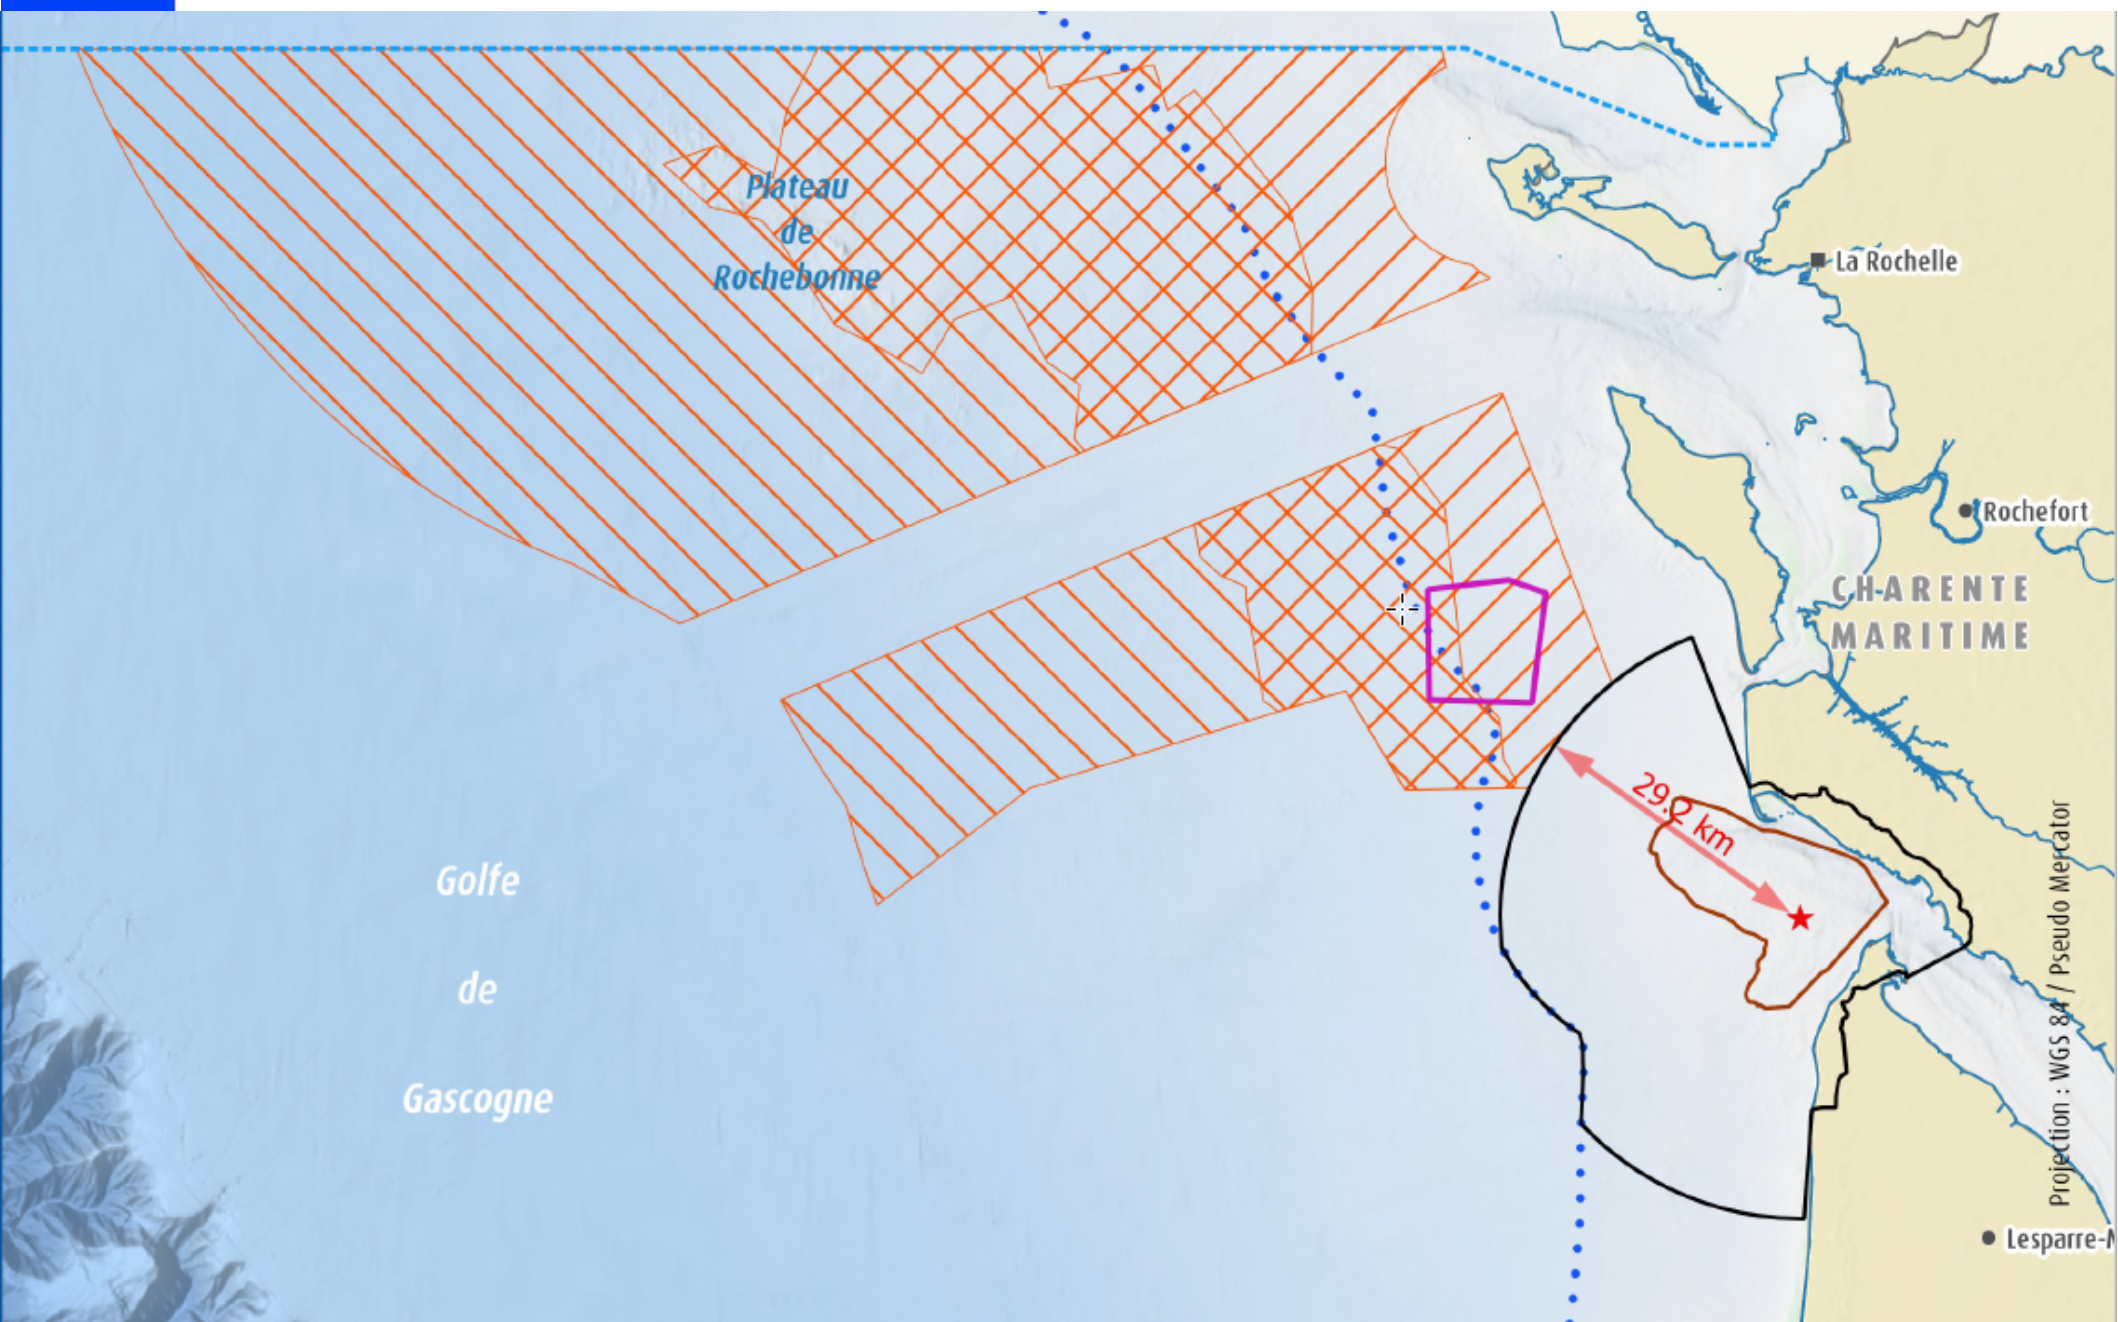 Plateau
de
Rochebonne
La Rochelle
Rochefort
CHARENTE
MARITIME
29.2 km
Golfe
de
Gascogne
Projection : WGS 84 / Pseudo Mercator
Lesparre-M